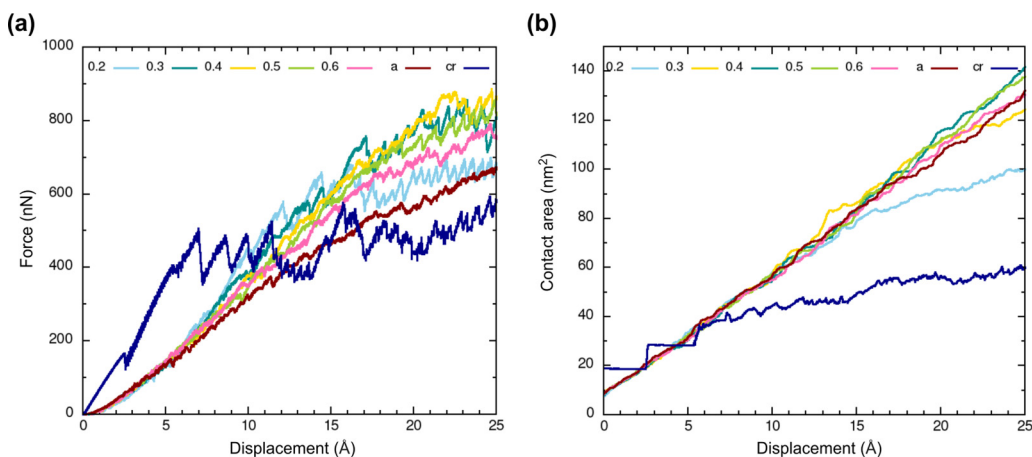 (a)
1000
0.2 0.3 0.4 0.5 0.6 a cr
800
600
400
200
0
Force (nN)
0 5 10 15 20 25
Displacement (Å)
(b)
0.2 0.3 0.4 0.5 0.6 a cr
140
120
100
80
60
40
20
0
Contact area (nm²)
0 5 10 15 20 25
Displacement (Å)